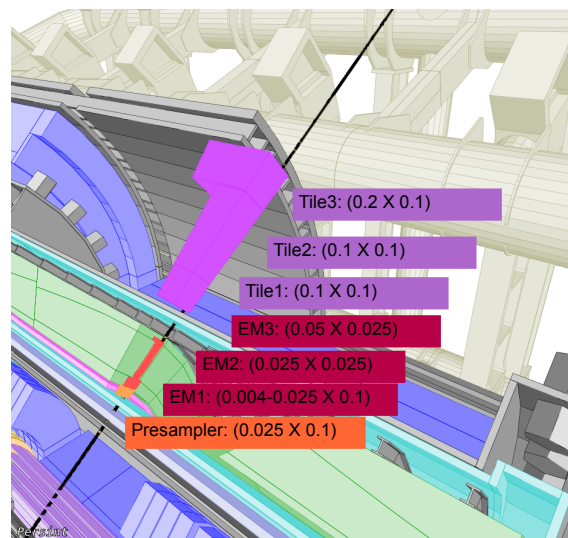 Tile3: (0.2 X 0.1)
Tile2: (0.1 X 0.1)
Tile1: (0.1 X 0.1)
EM3: (0.05 X 0.025)
EM2: (0.025 X 0.025)
EM1: (0.004-0.025 X 0.1)
Presampler: (0.025 X 0.1)
Persint